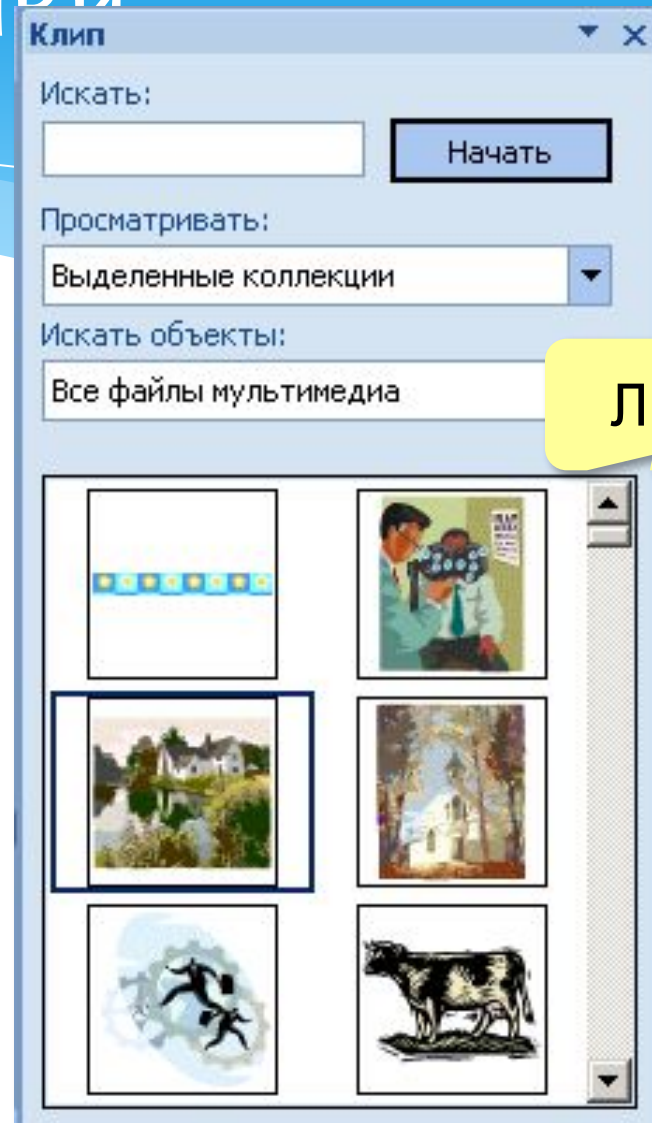 Клип
Искать:
Начать
Просматривать:
Выделенные коллекции
Искать объекты:
Все файлы мультимедиа
Л